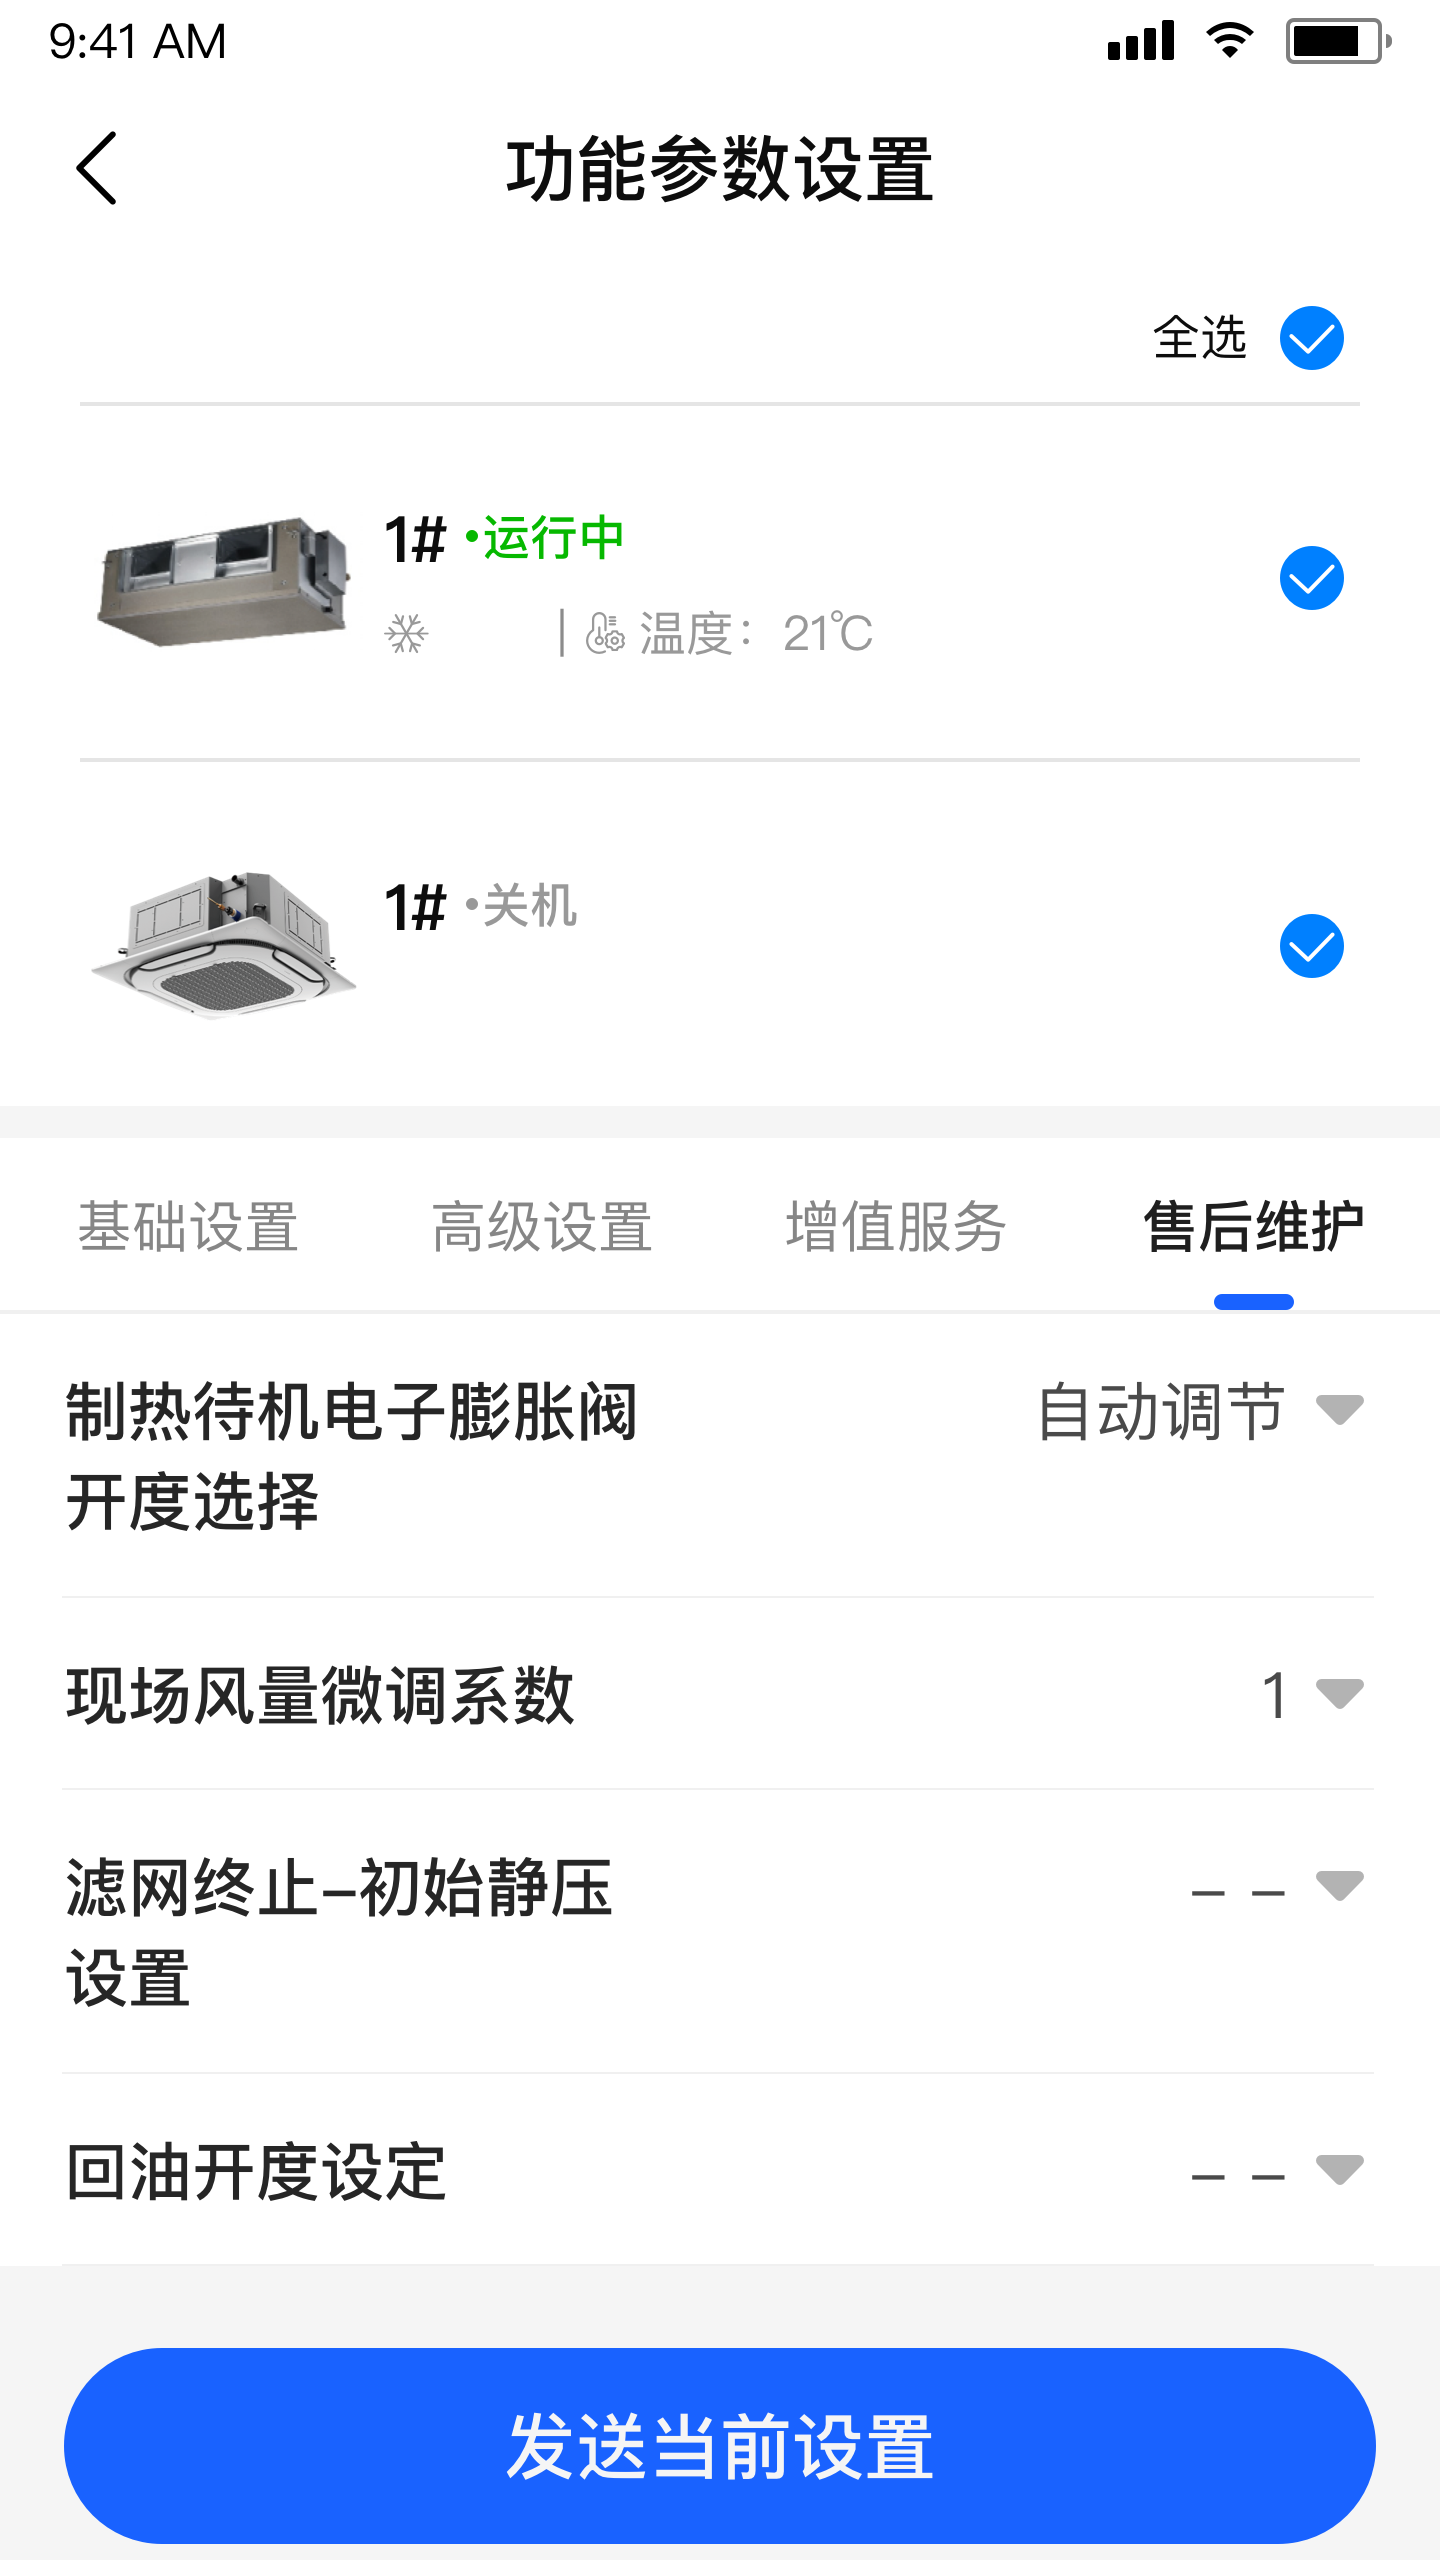 9:41 AM
功能参数设置
全选
1# •运行中
| 温度：21℃
1# •关机
基础设置 高级设置 增值服务 售后维护
制热待机电子膨胀阀 自动调节
开度选择
现场风量微调系数 1
滤网终止–初始静压 – –
设置
回油开度设定 – –
发送当前设置